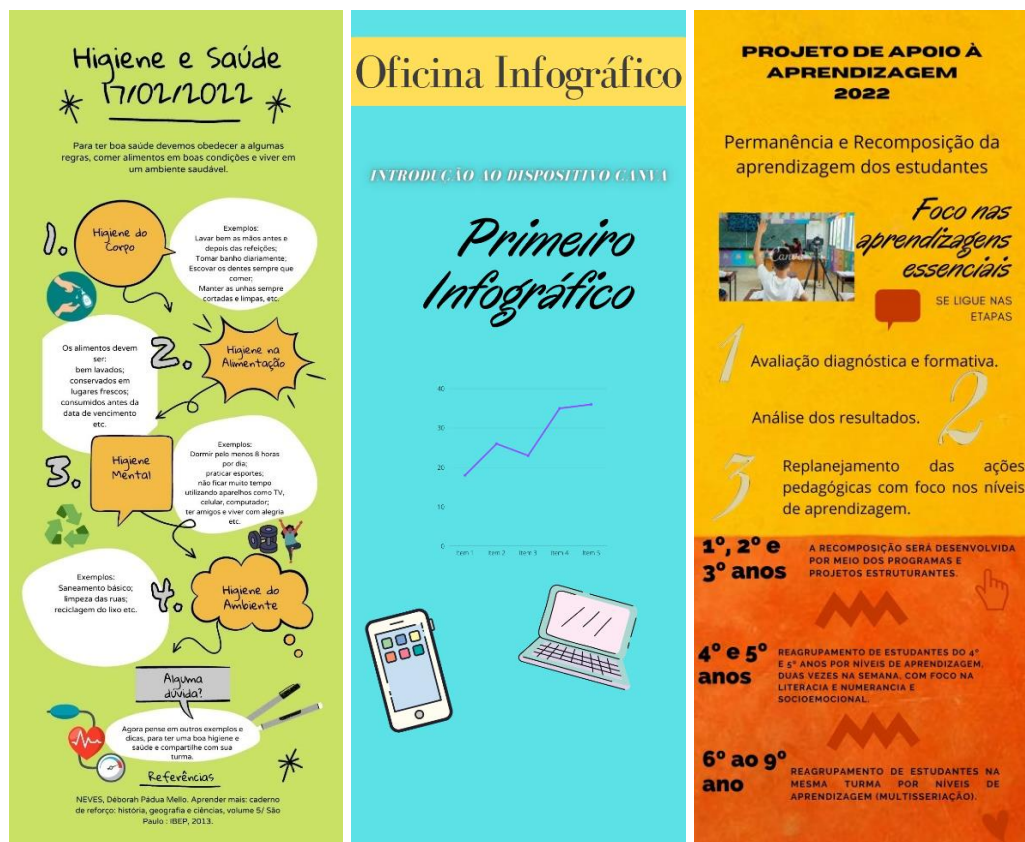 Higiene e Saúde
17/02/2022
Para ter boa saúde devemos obedecer a algumas
regras, comer alimentos em boas condições e viver em
um ambiente saudável.
1.
Higiene do
Corpo
Exemplos:
Lavar bem as mãos antes e
depois das refeições;
Tomar banho diariamente;
Escovar os dentes sempre que
comer;
Manter as unhas sempre
cortadas e limpas, etc.
Os alimentos devem
ser:
bem lavados;
conservados em
lugares frescos;
consumidos antes da
data de vencimento
etc.
2.
Higiene na
Alimentação
3.
Higiene
Mental
Exemplos:
Dormir pelo menos 8 horas
por dia;
praticar esportes;
não ficar muito tempo
utilizando aparelhos como TV,
celular, computador;
ter amigos e viver com alegria
etc.
Exemplos:
Saneamento básico;
limpeza das ruas;
reciclagem do lixo etc.
4.
Higiene do
Ambiente
Alguma
dúvida?
Agora pense em outros exemplos e
dicas, para ter uma boa higiene e
saúde e compartilhe com sua
turma.
Referências
NEVES, Déborah Pádua Mello. Aprender mais: caderno
de reforço: história, geografia e ciências, volume 5/ São
Paulo : IBEP, 2013.
Oficina Infográfico
INTRODUÇÃO AO DISPOSITIVO CANVA
Primeiro
Infográfico
40
30
20
10
0
Item 1 Item 2 Item 3 Item 4 Item 5
PROJETO DE APOIO À
APRENDIZAGEM
2022
Permanência e Recomposição da
aprendizagem dos estudantes
Foco nas
aprendizagens
essenciais
Canva
SE LIGUE NAS
ETAPAS
1
Avaliação diagnóstica e formativa.
2
Análise dos resultados.
3
Replanejamento das ações
pedagógicas com foco nos níveis
de aprendizagem.
1º, 2º e
3º anos
A RECOMPOSIÇÃO SERÁ DESENVOLVIDA
POR MEIO DOS PROGRAMAS E
PROJETOS ESTRUTURANTES.
4º e 5º
anos
REAGRUPAMENTO DE ESTUDANTES DO 4º
E 5º ANOS POR NÍVEIS DE APRENDIZAGEM,
DUAS VEZES NA SEMANA, COM FOCO NA
LITERACIA E NUMERANCIA E
SOCIOEMOCIONAL.
6º ao 9º
ano
REAGRUPAMENTO DE ESTUDANTES NA
MESMA TURMA POR NÍVEIS DE
APRENDIZAGEM (MULTISSERIAÇÃO).